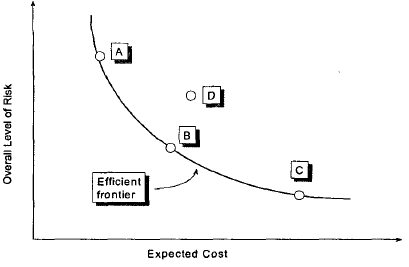 A
D
B
C
Efficient
frontier
Overall Level of Risk
Expected Cost